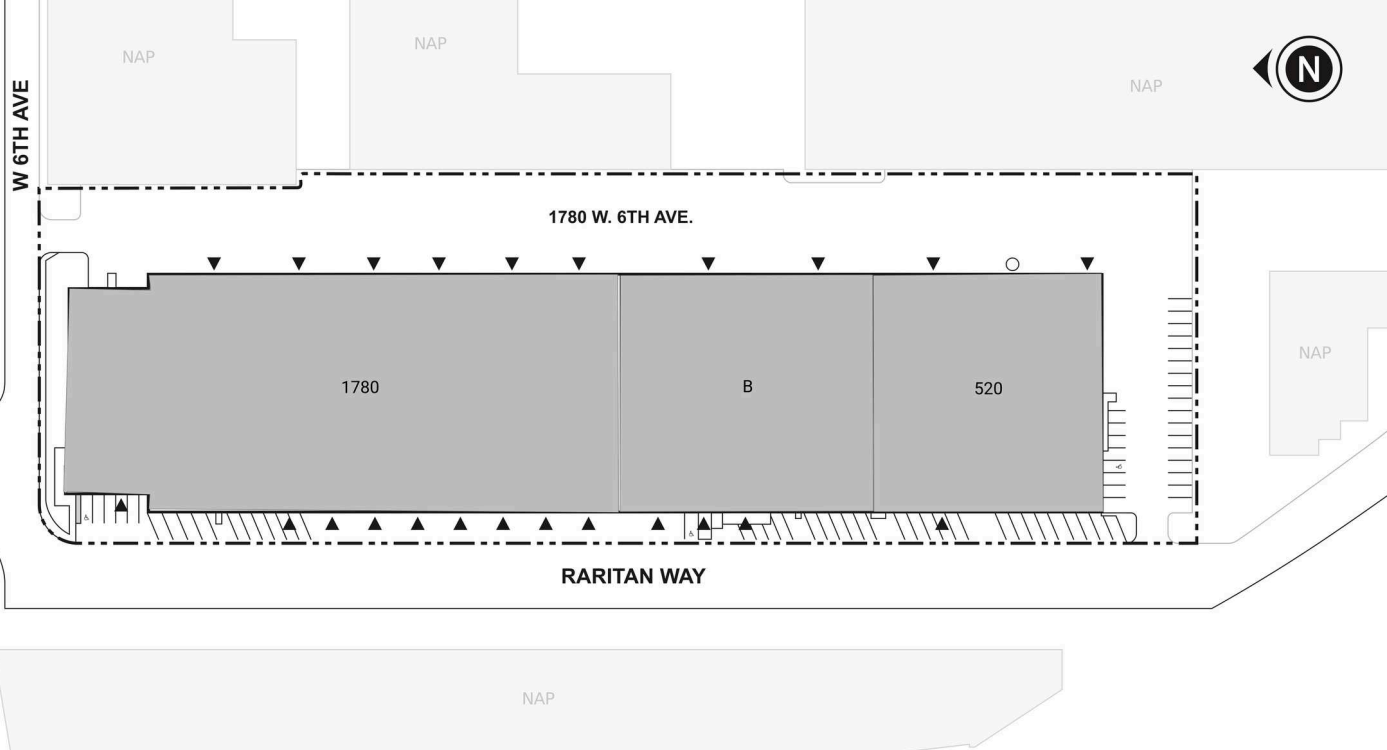 NAP
NAP
NAP
N
W 6TH AVE
1780 W. 6TH AVE.
NAP
1780
B
520
RARITAN WAY
NAP